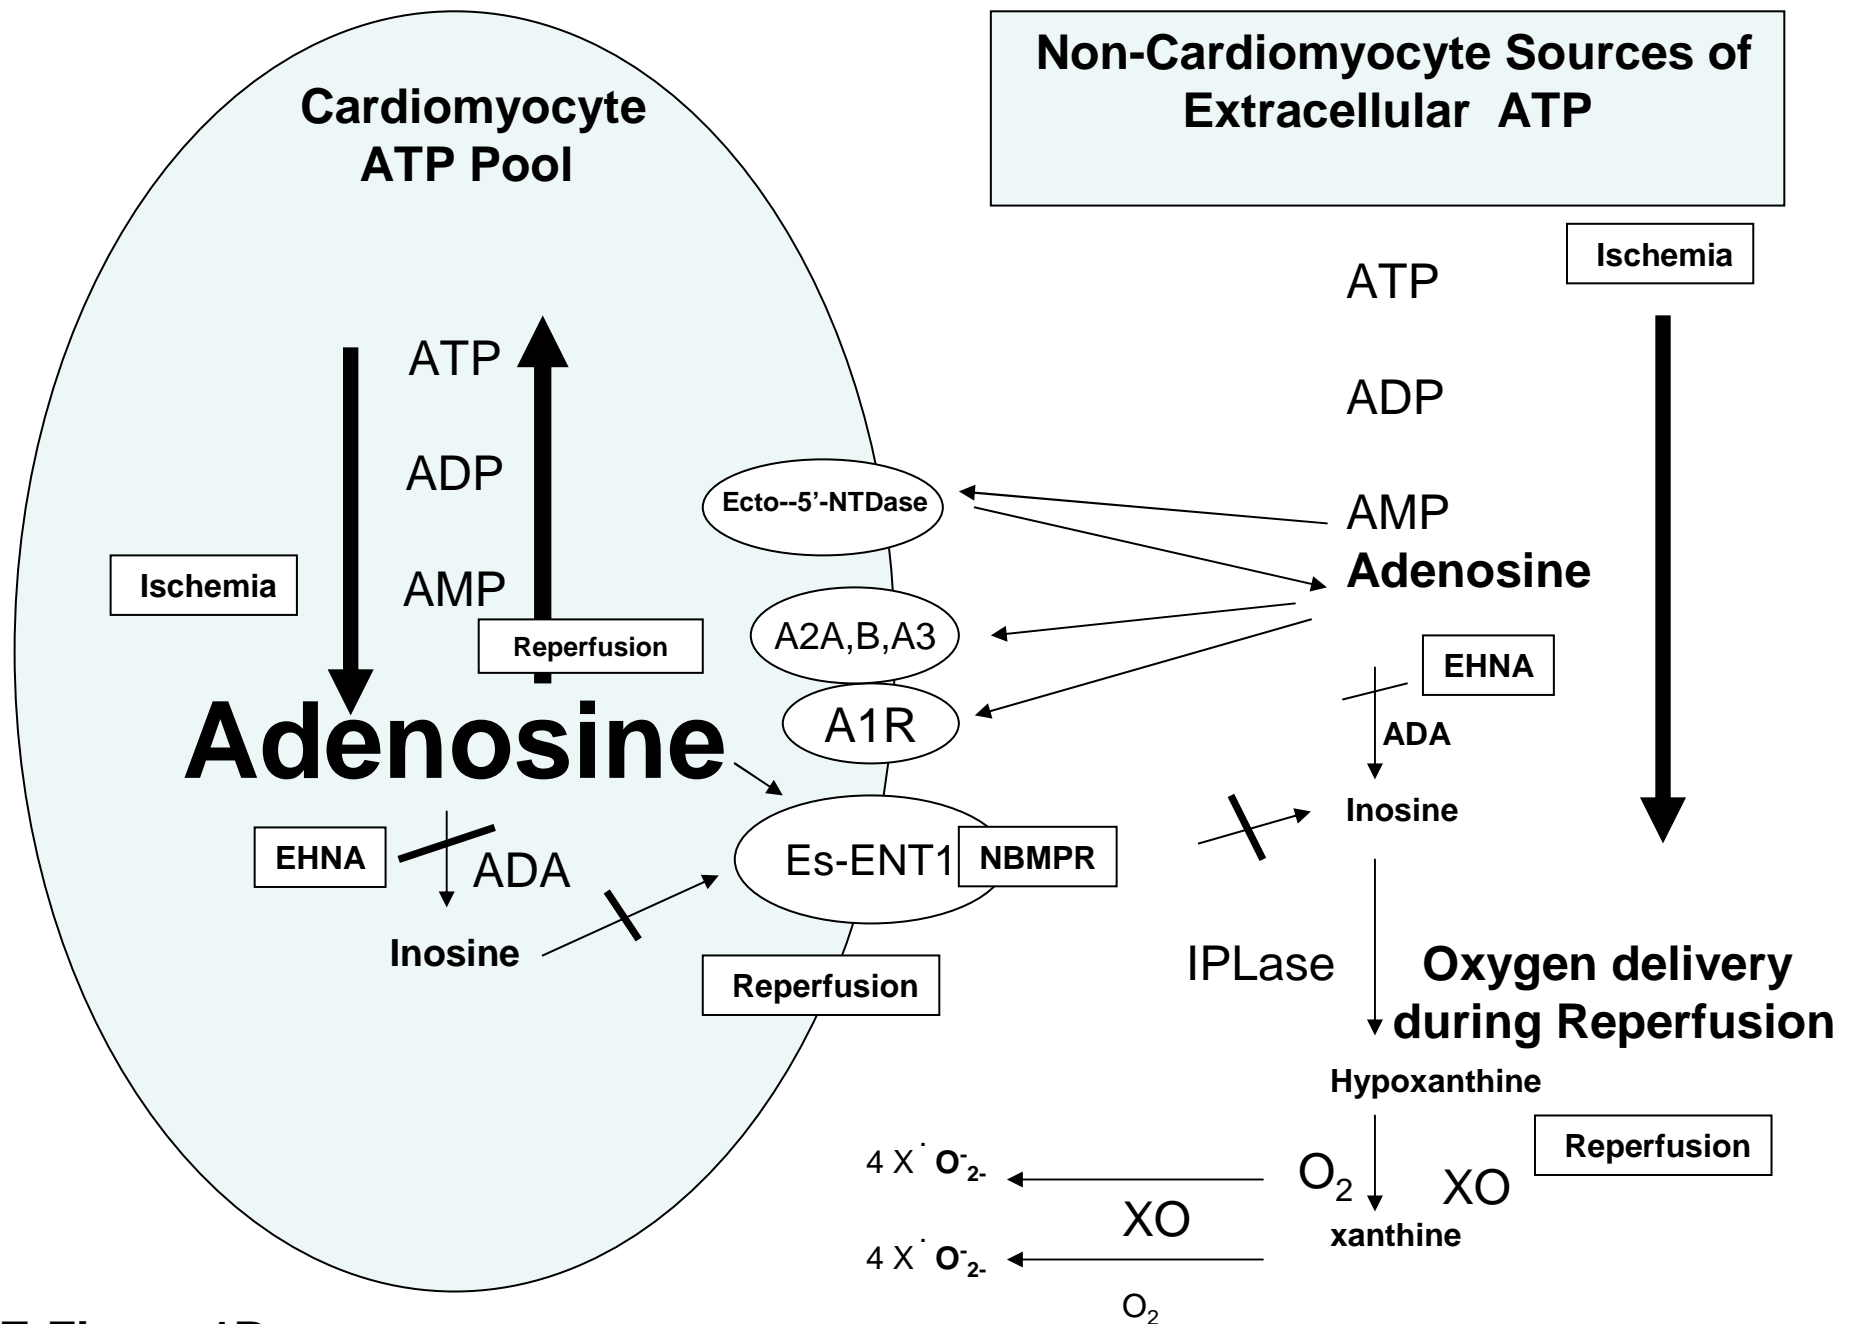 Cardiomyocyte
ATP Pool
Non-Cardiomyocyte Sources of
Extracellular ATP
Ischemia
ATP
ADP
AMP
Adenosine
ATP
ADP
AMP
Ischemia
Reperfusion
Adenosine
Ecto--5’-NTDase
A2A,B,A3
A1R
EHNA
ADA
Inosine
Es-ENT1
NBMPR
Reperfusion
EHNA
ADA
Inosine
IPLase
Oxygen delivery
during Reperfusion
Hypoxanthine
Reperfusion
O2
XO
xanthine
4 X ˙ O-2-
XO
4 X ˙ O-2-
O2